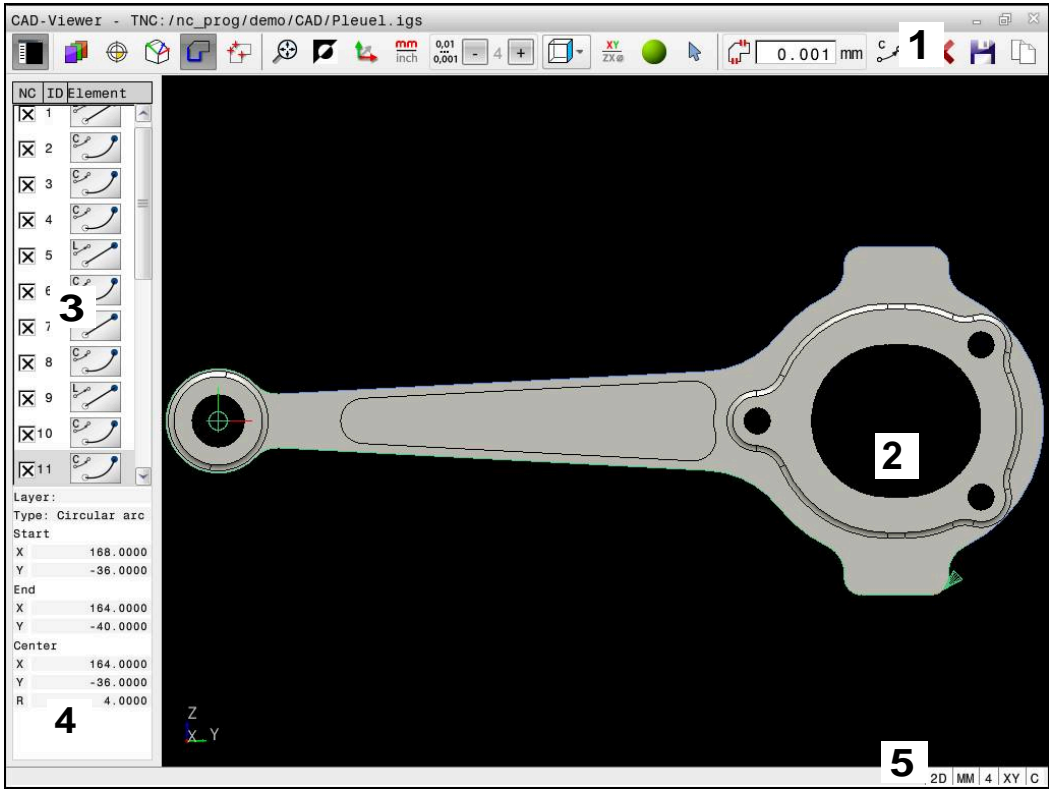 CAD-Viewer - TNC:/nc_prog/demo/CAD/Pleuel.igs
mm
inch
0,01
0,001
- 4 +
XY
ZX⌀
0.001 mm
C
1
NC ID Element
1
2 C
3 C
4 C
5 L
6 C
3
7
8 C
9 L
10 C
11 C
Layer:
Type: Circular arc
Start
X 168.0000
Y -36.0000
End
X 164.0000
Y -40.0000
Center
X 164.0000
Y -36.0000
R 4.0000
4
2
Z
X Y
5
2D MM 4 XY C